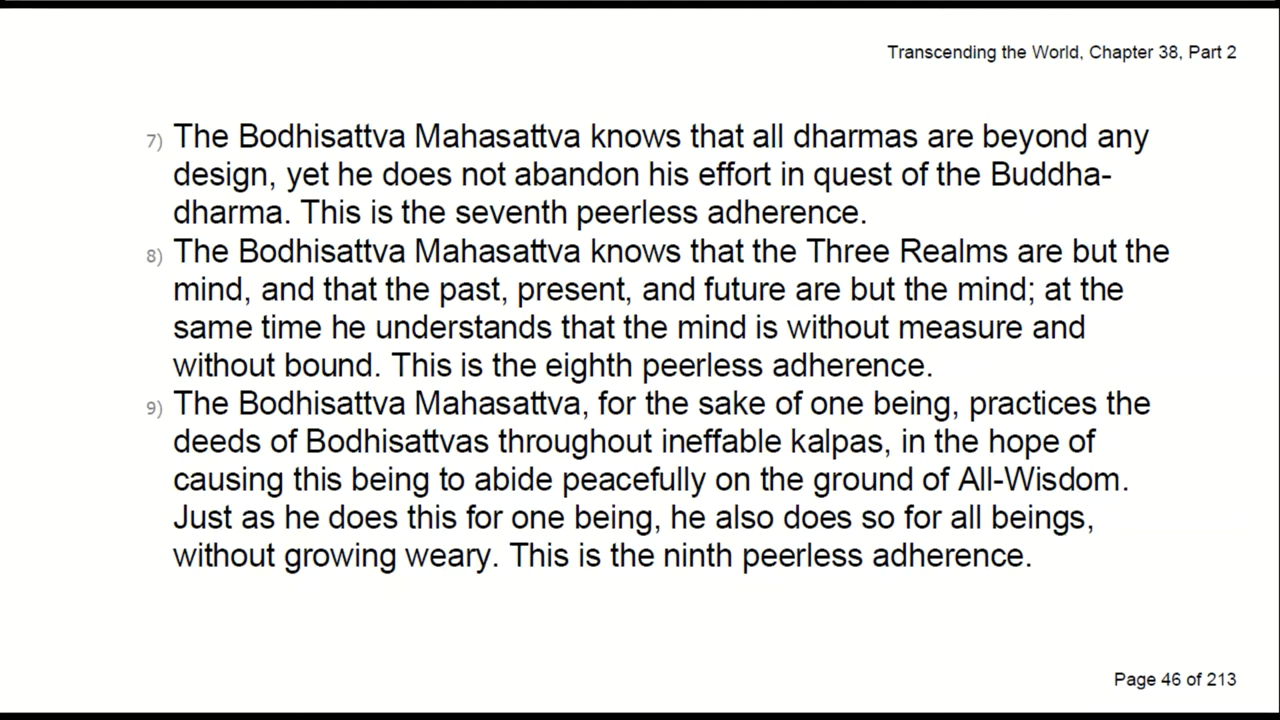 Transcending the World, Chapter 38, Part 2
7) The Bodhisattva Mahasattva knows that all dharmas are beyond any
design, yet he does not abandon his effort in quest of the Buddha-
dharma. This is the seventh peerless adherence.
8) The Bodhisattva Mahasattva knows that the Three Realms are but the
mind, and that the past, present, and future are but the mind; at the
same time he understands that the mind is without measure and
without bound. This is the eighth peerless adherence.
9) The Bodhisattva Mahasattva, for the sake of one being, practices the
deeds of Bodhisattvas throughout ineffable kalpas, in the hope of
causing this being to abide peacefully on the ground of All-Wisdom.
Just as he does this for one being, he also does so for all beings,
without growing weary. This is the ninth peerless adherence.
Page 46 of 213